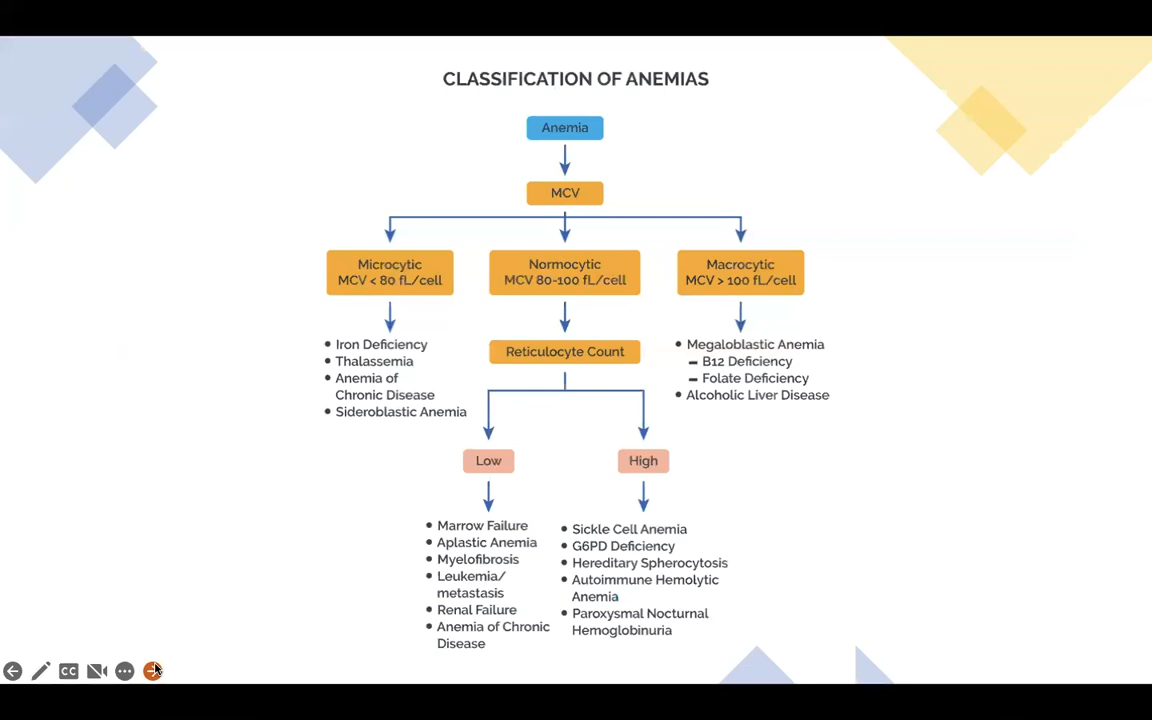 CLASSIFICATION OF ANEMIAS
Anemia
MCV
Microcytic
MCV < 80 fL/cell
Normocytic
MCV 80-100 fL/cell
Macrocytic
MCV > 100 fL/cell
• Iron Deficiency
• Thalassemia
• Anemia of
Chronic Disease
• Sideroblastic Anemia
Reticulocyte Count
• Megaloblastic Anemia
– B12 Deficiency
– Folate Deficiency
• Alcoholic Liver Disease
Low
High
• Marrow Failure
• Aplastic Anemia
• Myelofibrosis
• Leukemia/
metastasis
• Renal Failure
• Anemia of Chronic
Disease
• Sickle Cell Anemia
• G6PD Deficiency
• Hereditary Spherocytosis
• Autoimmune Hemolytic
Anemia
• Paroxysmal Nocturnal
Hemoglobinuria
CC